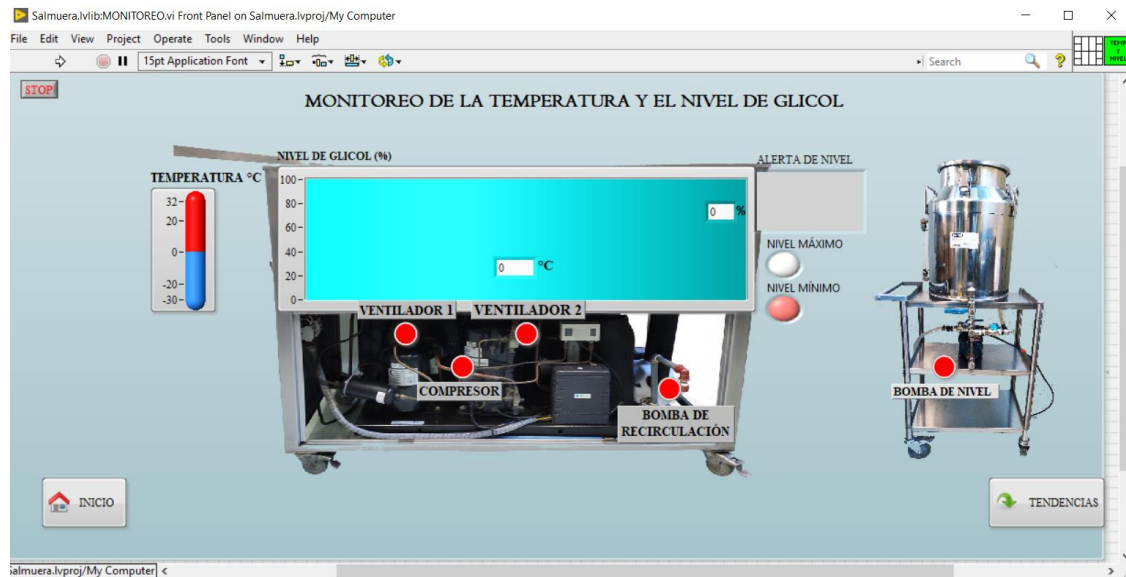 Salmuera.lvlib:MONITOREO.vi Front Panel on Salmuera.lvproj/My Computer
File Edit View Project Operate Tools Window Help
15pt Application Font
Search
TEMP
Y
NIVEL
STOP
MONITOREO DE LA TEMPERATURA Y EL NIVEL DE GLICOL
NIVEL DE GLICOL (%)
ALERTA DE NIVEL
TEMPERATURA °C
32
20
0
-20
-30
100
80
60
40
20
0
0 %
0 °C
NIVEL MÁXIMO
NIVEL MÍNIMO
VENTILADOR 1
VENTILADOR 2
COMPRESOR
BOMBA DE
RECIRCULACIÓN
BOMBA DE NIVEL
INICIO
TENDENCIAS
Salmuera.lvproj/My Computer